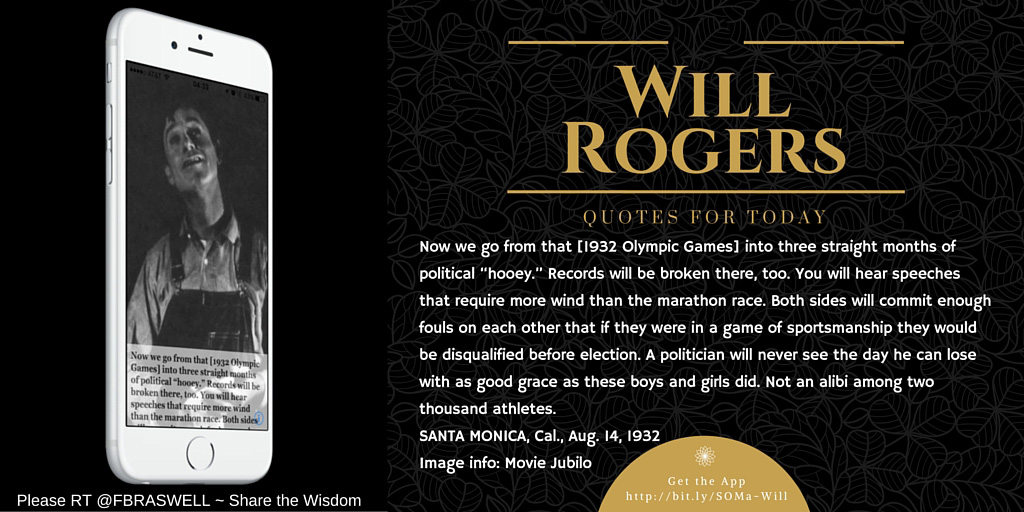 Now we go from that [1932 Olympic
Games] into three straight months
of political “hooey.” Records will be
broken there, too. You will hear
speeches that require more wind
than the marathon race. Both sides
Please RT @FBRASWELL ~ Share the Wisdom
WILL
ROGERS
QUOTES FOR TODAY
Now we go from that [1932 Olympic Games] into three straight months of
political “hooey.” Records will be broken there, too. You will hear speeches
that require more wind than the marathon race. Both sides will commit enough
fouls on each other that if they were in a game of sportsmanship they would
be disqualified before election. A politician will never see the day he can lose
with as good grace as these boys and girls did. Not an alibi among two
thousand athletes.
SANTA MONICA, Cal., Aug. 14, 1932
Image info: Movie Jubilo
Get the App
http://bit.ly/SOMa-Will